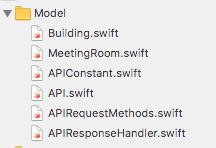 Model
Building.swift
MeetingRoom.swift
APIConstant.swift
API.swift
APIRequestMethods.swift
APIResponseHandler.swift